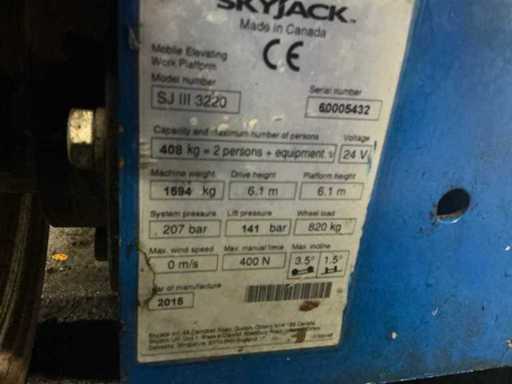 SKYJACK
Made in Canada
CE
Mobile Elevating
Work Platform
Model number
Serial number
SJ III 3220
60005432
Capacity and maximum number of persons
Voltage
408 kg = 2 persons + equipment
24 V
Machine weight
Drive height
Platform height
1594 kg
6.1 m
6.1 m
System pressure
Lift pressure
Wheel load
207 bar
141 bar
820 kg
Max. wind speed
Max. manual force
Max. incline
0 m/s
400 N
3.5° 1.5°
of manufacture
2015